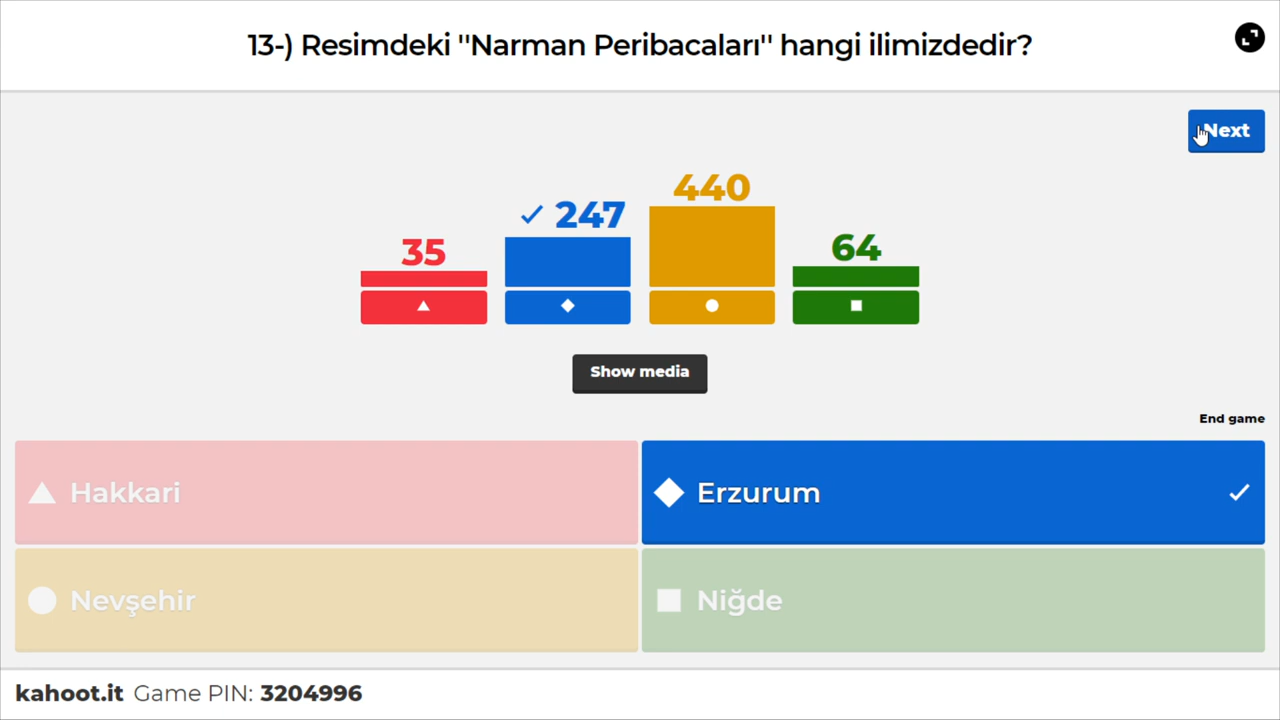 13-) Resimdeki "Narman Peribacaları" hangi ilimizdedir?
Next
35
247
440
64
Show media
End game
Hakkari
Erzurum
Nevşehir
Niğde
kahoot.it Game PIN: 3204996